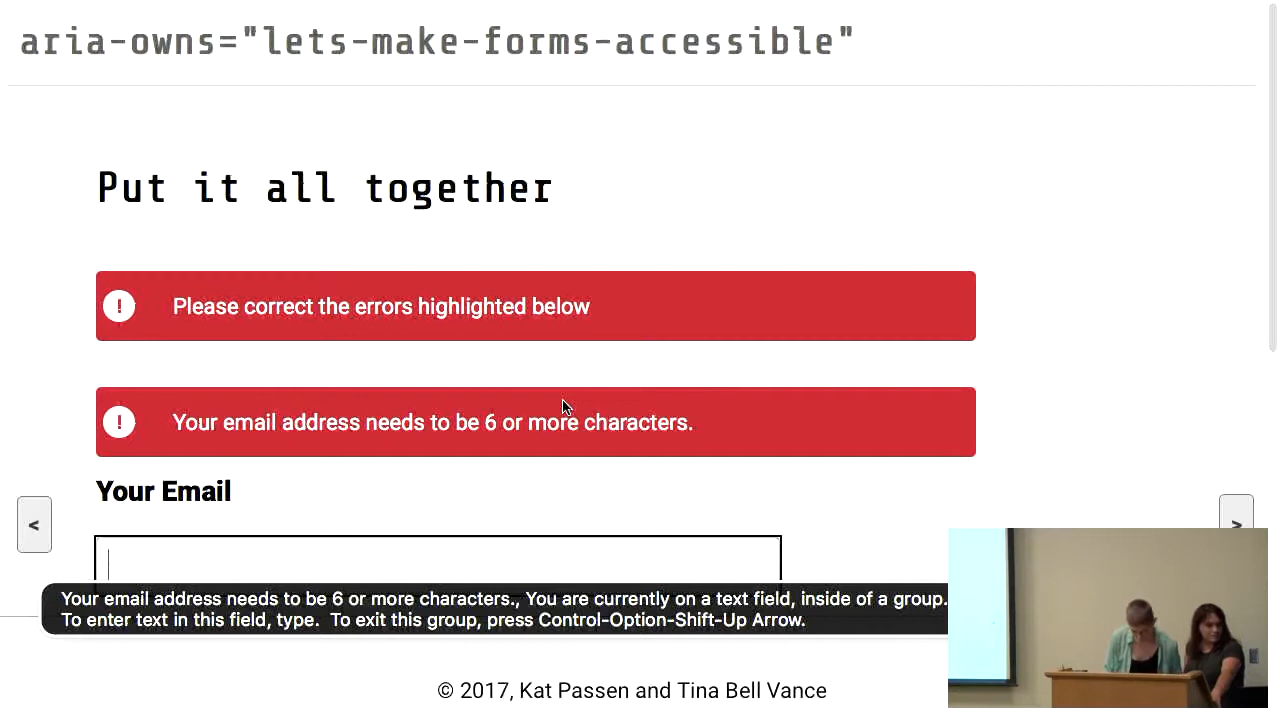 aria-owns="lets-make-forms-accessible"
Put it all together
! Please correct the errors highlighted below
! Your email address needs to be 6 or more characters.
Your Email
<
>
Your email address needs to be 6 or more characters., You are currently on a text field, inside of a group.
To enter text in this field, type. To exit this group, press Control-Option-Shift-Up Arrow.
© 2017, Kat Passen and Tina Bell Vance